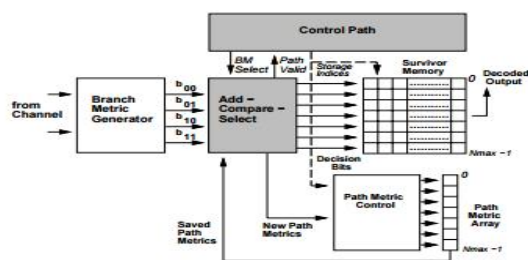 Control Path
BM
Select
Path
Valid
Storage
Indices
Survivor
Memory
Decoded
Output
from
Channel
Branch
Metric
Generator
b00
b01
b10
b11
Add –
Compare –
Select
0
Nmax –1
Decision
Bits
Path Metric
Control
0
Path
Metric
Array
Saved
Path
Metrics
New Path
Metrics
Nmax –1